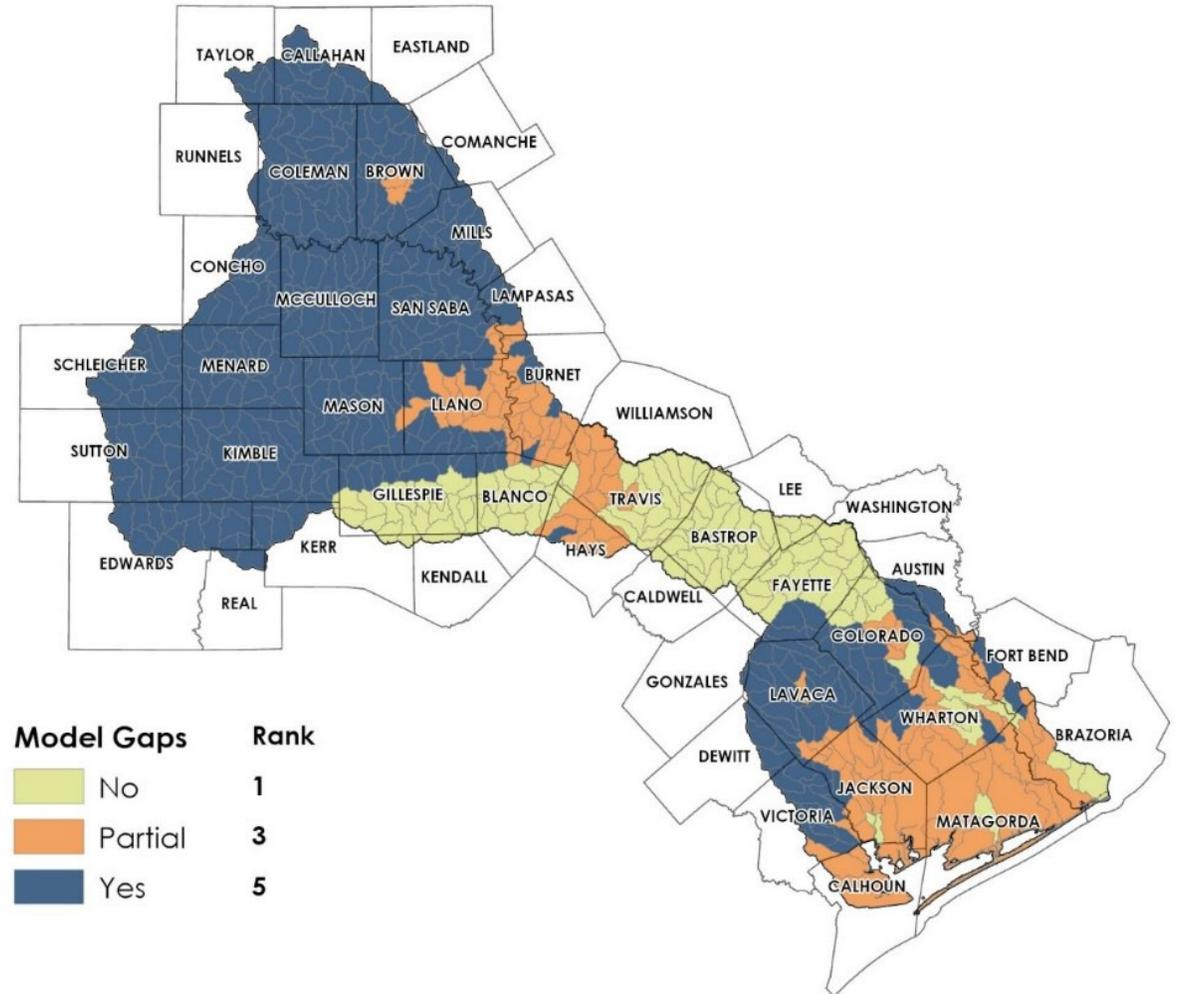 TAYLOR
CALLAHAN
EASTLAND
RUNNELS
COLEMAN
BROWN
COMANCHE
MILLS
CONCHO
MCCULLOCH
SAN SABA
LAMPASAS
SCHLEICHER
MENARD
BURNET
MASON
LLANO
WILLIAMSON
SUTTON
KIMBLE
GILLESPIE
BLANCO
TRAVIS
LEE
WASHINGTON
BASTROP
HAYS
KERR
EDWARDS
KENDALL
FAYETTE
AUSTIN
REAL
CALDWELL
COLORADO
FORT BEND
GONZALES
LAVACA
WHARTON
BRAZORIA
DEWITT
JACKSON
VICTORIA
MATAGORDA
CALHOUN
Model Gaps Rank
No 1
Partial 3
Yes 5